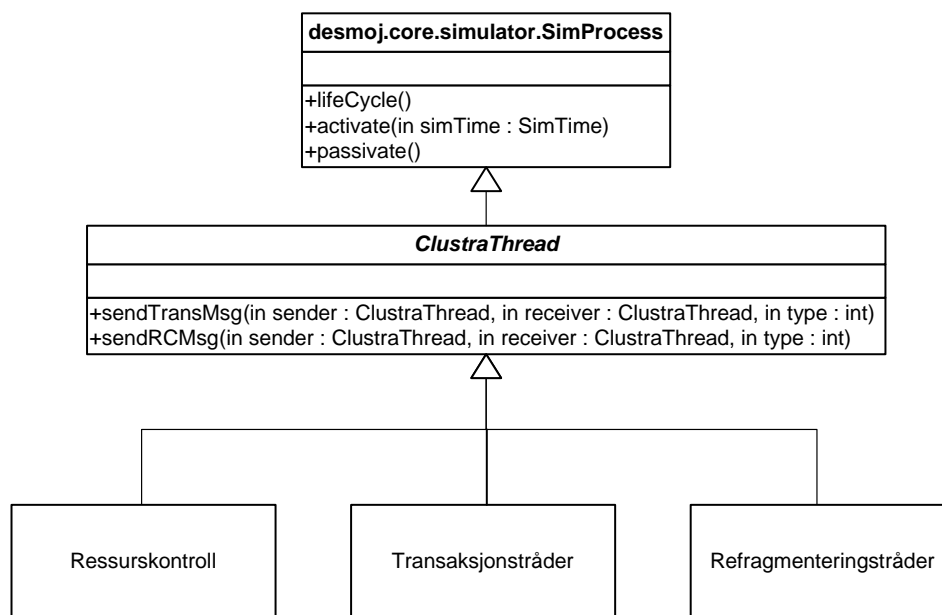 desmoj.core.simulator.SimProcess
+lifeCycle()
+activate(in simTime : SimTime)
+passivate()
ClustraThread
+sendTransMsg(in sender : ClustraThread, in receiver : ClustraThread, in type : int)
+sendRCMsg(in sender : ClustraThread, in receiver : ClustraThread, in type : int)
Ressurskontroll
Transaksjonstråder
Refragmenteringstråder